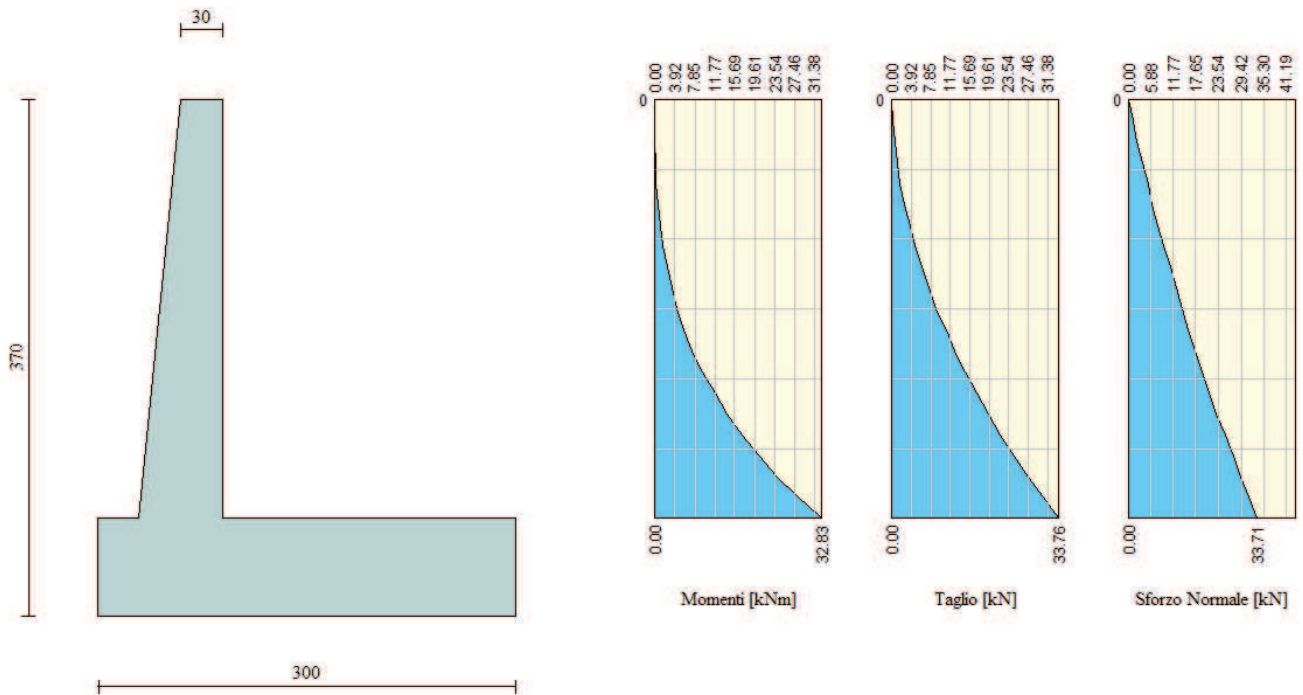 30
370
300
0
0.00 3.92 7.85 11.77 15.69 19.61 23.54 27.46 31.38
0.00 32.83
Momenti [kNm]
0
0.00 3.92 7.85 11.77 15.69 19.61 23.54 27.46 31.38
0.00 33.76
Taglio [kN]
0
0.00 5.88 11.77 17.65 23.54 29.42 35.30 41.19
0.00 33.71
Sforzo Normale [kN]